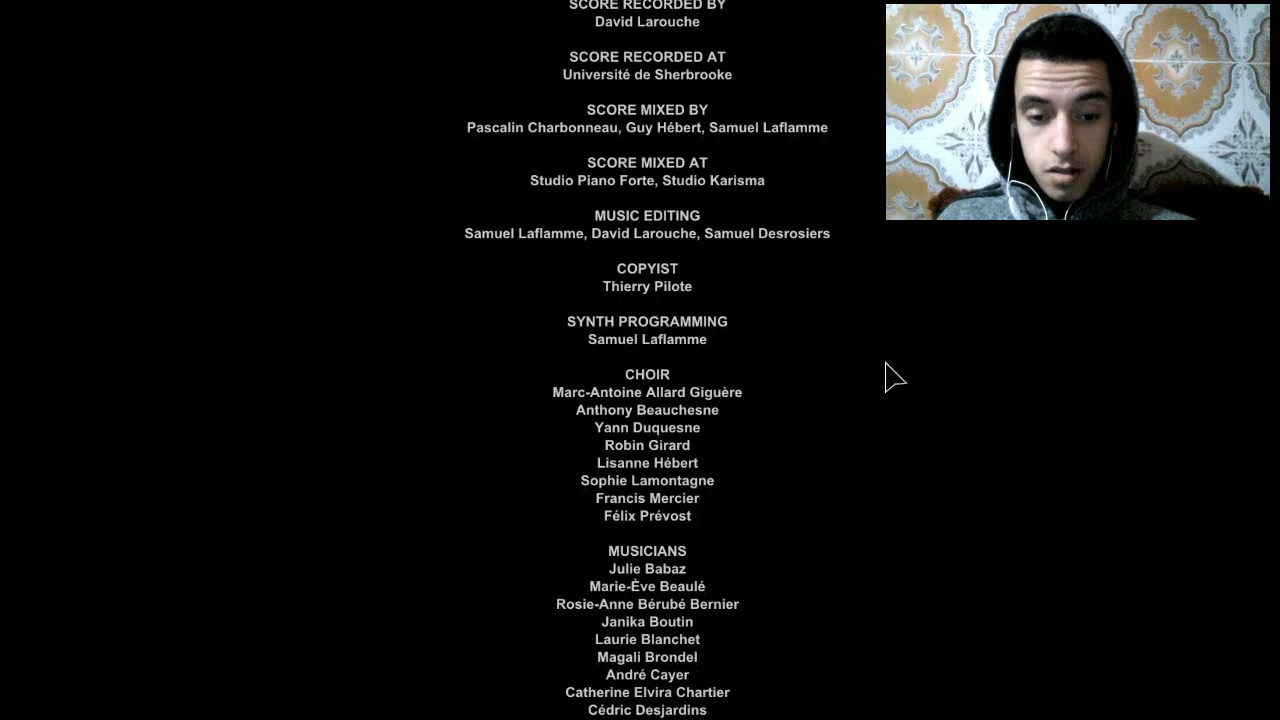 SCORE RECORDED BY
David Larouche
SCORE RECORDED AT
Université de Sherbrooke
SCORE MIXED BY
Pascalin Charbonneau, Guy Hébert, Samuel Laflamme
SCORE MIXED AT
Studio Piano Forte, Studio Karisma
MUSIC EDITING
Samuel Laflamme, David Larouche, Samuel Desrosiers
COPYIST
Thierry Pilote
SYNTH PROGRAMMING
Samuel Laflamme
CHOIR
Marc-Antoine Allard Giguère
Anthony Beauchesne
Yann Duquesne
Robin Girard
Lisanne Hébert
Sophie Lamontagne
Francis Mercier
Félix Prévost
MUSICIANS
Julie Babaz
Marie-Ève Beaulé
Rosie-Anne Bérubé Bernier
Janika Boutin
Laurie Blanchet
Magali Brondel
André Cayer
Catherine Elvira Chartier
Cédric Desjardins